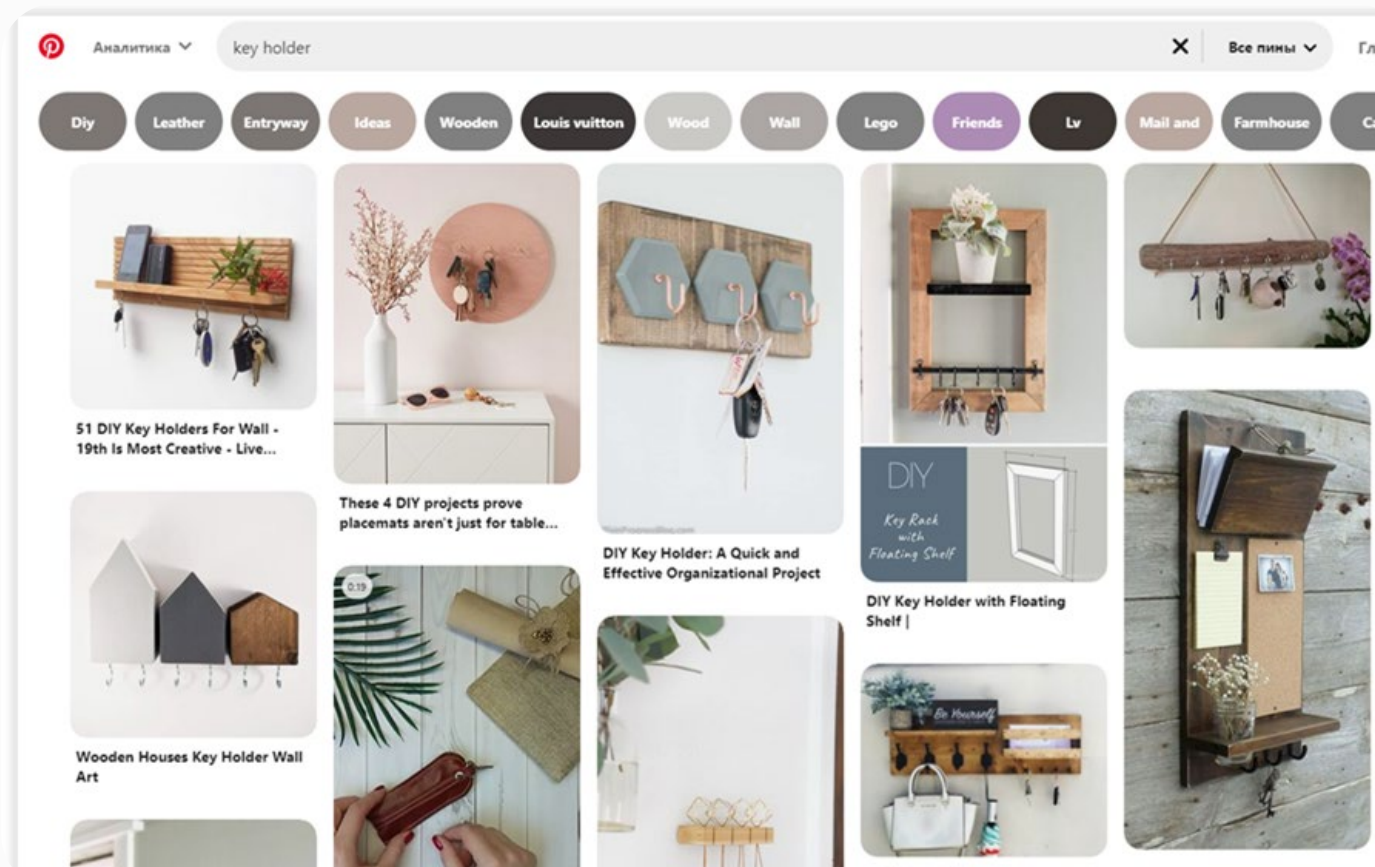 Аналитика
key holder
Все пины
Гл
Diy
Leather
Entryway
Ideas
Wooden
Louis vuitton
Wood
Wall
Lego
Friends
Lv
Mail and
Farmhouse
Ca
51 DIY Key Holders For Wall -
19th Is Most Creative - Live...
These 4 DIY projects prove
placemats aren't just for table...
DIY Key Holder: A Quick and
Effective Organizational Project
DIY
Key Rack
with
Floating Shelf
DIY Key Holder with Floating
Shelf |
Wooden Houses Key Holder Wall
Art
0:19
Be Yourself